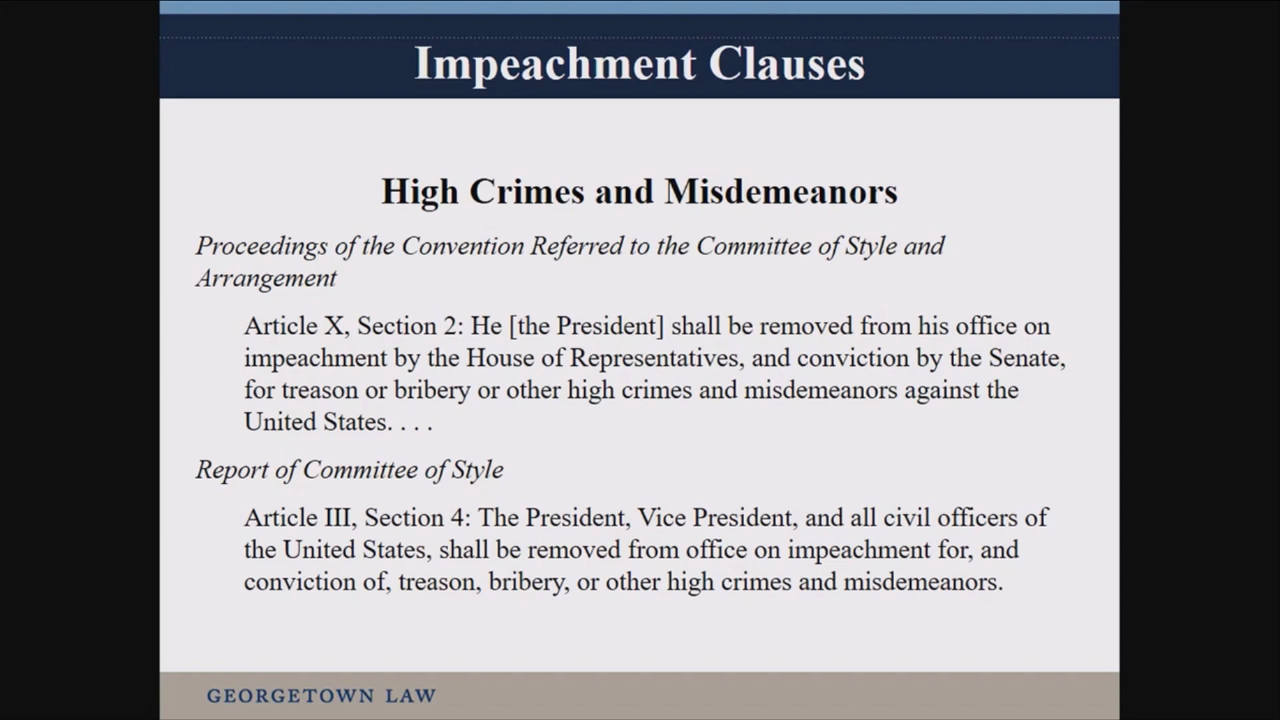 Impeachment Clauses
High Crimes and Misdemeanors
Proceedings of the Convention Referred to the Committee of Style and
Arrangement
Article X, Section 2: He [the President] shall be removed from his office on
impeachment by the House of Representatives, and conviction by the Senate,
for treason or bribery or other high crimes and misdemeanors against the
United States. . . .
Report of Committee of Style
Article III, Section 4: The President, Vice President, and all civil officers of
the United States, shall be removed from office on impeachment for, and
conviction of, treason, bribery, or other high crimes and misdemeanors.
GEORGETOWN LAW